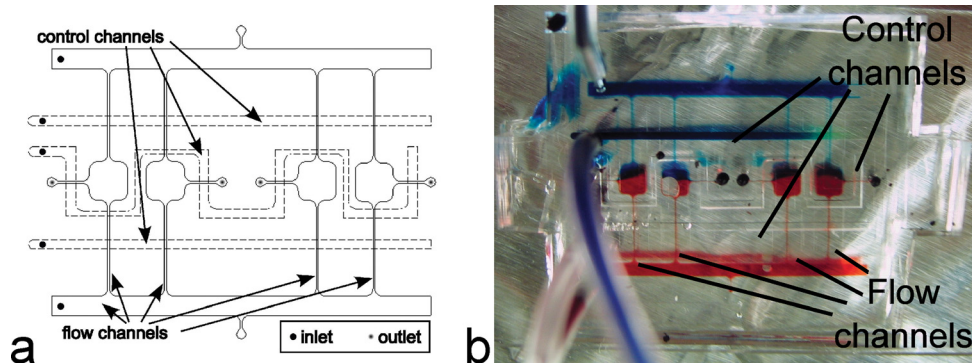 control channels
flow channels
inlet
outlet
a
Control
channels
Flow
channels
b